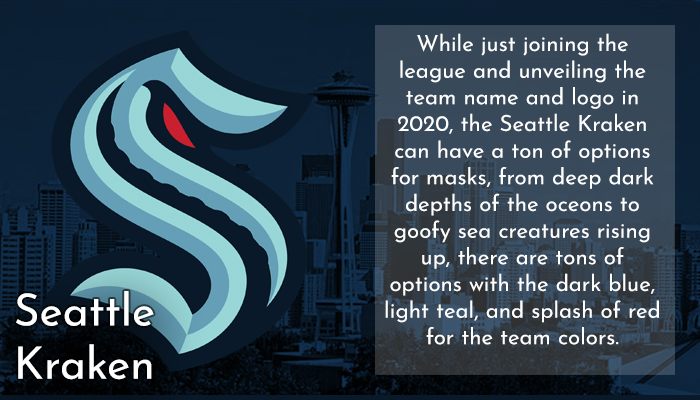 While just joining the
league and unveiling the
team name and logo in
2020, the Seattle Kraken
can have a ton of options
for masks, from deep dark
depths of the oceons to
goofy sea creatures rising
up, there are tons of
options with the dark blue,
light teal, and splash of red
for the team colors.
Seattle
Kraken